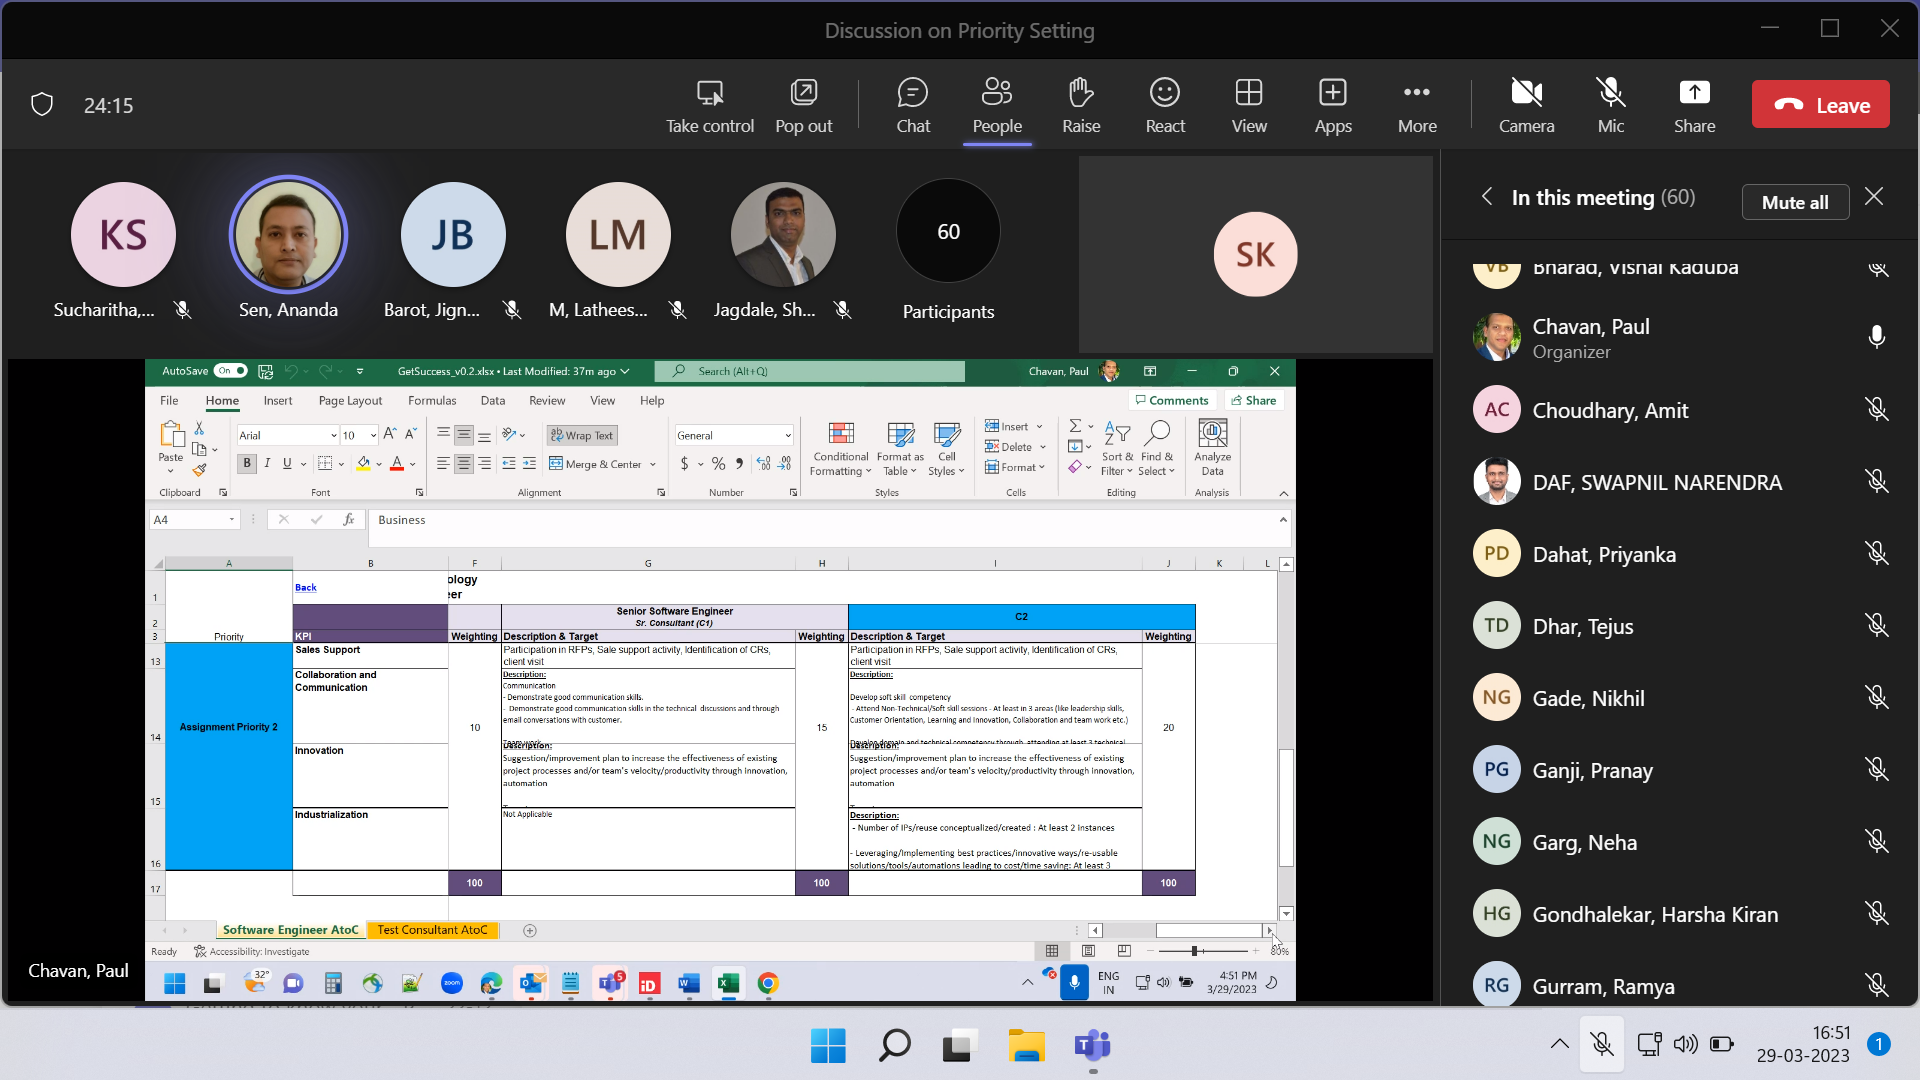 Discussion on Priority Setting
24:15
Take control
Pop out
Chat
People
Raise
React
View
Apps
More
Camera
Mic
Share
Leave
KS
JB
LM
60
SK
Sucharitha,...
Sen, Ananda
Barot, Jign...
M, Lathees...
Jagdale, Sh...
Participants
In this meeting (60)
Mute all
VB Bharad, Vishal Kaduba
Chavan, Paul
Organizer
AC Choudhary, Amit
DAF, SWAPNIL NARENDRA
PD Dahat, Priyanka
TD Dhar, Tejus
NG Gade, Nikhil
PG Ganji, Pranay
NG Garg, Neha
HG Gondhalekar, Harsha Kiran
RG Gurram, Ramya
AutoSave On
GetSuccess_v0.2.xlsx • Last Modified: 37m ago
Search (Alt+Q)
Chavan, Paul
File Home Insert Page Layout Formulas Data Review View Help
Comments Share
Paste
Clipboard
Arial 10
B I U
Font
Wrap Text
Merge & Center
Alignment
General
$ % ,
Number
Conditional Formatting
Format as Table
Cell Styles
Styles
Insert
Delete
Format
Cells
Sort & Filter
Find & Select
Editing
Analyze Data
Analysis
A4
fx
Business
A B F G H I J K L
1
Back
ology
er
2
Senior Software Engineer
Sr. Consultant (C1)
C2
3 Priority KPI Weighting Description & Target Weighting Description & Target Weighting
13
Sales Support
Participation in RFPs, Sale support activity, Identification of CRs,
client visit
Participation in RFPs, Sale support activity, Identification of CRs,
client visit
14
Assignment Priority 2
Collaboration and
Communication
10
Description:
Communication
- Demonstrate good communication skills.
- Demonstrate good communication skills in the technical discussions and through
email conversations with customer.
15
Description:
Develop soft skill competency
- Attend Non-Technical/Soft skill sessions - At least in 3 areas (like leadership skills,
Customer Orientation, Learning and Innovation, Collaboration and team work etc.)
Develop domain and technical competency through attending at least 3 technical
20
15
Innovation
Description:
Suggestion/improvement plan to increase the effectiveness of existing
project processes and/or team's velocity/productivity through innovation,
automation
Description:
Suggestion/improvement plan to increase the effectiveness of existing
project processes and/or team's velocity/productivity through innovation,
automation
16
Industrialization
Not Applicable
Description:
- Number of IPs/reuse conceptualized/created : At least 2 Instances
- Leveraging/Implementing best practices/innovative ways/re-usable
solutions/tools/automations leading to cost/time saving: At least 3
17
100
100
100
Software Engineer AtoC
Test Consultant AtoC
Ready
Accessibility: Investigate
80%
Chavan, Paul
32°
zoom
5
iD
ENG
IN
4:51 PM
3/29/2023
16:51
29-03-2023
1